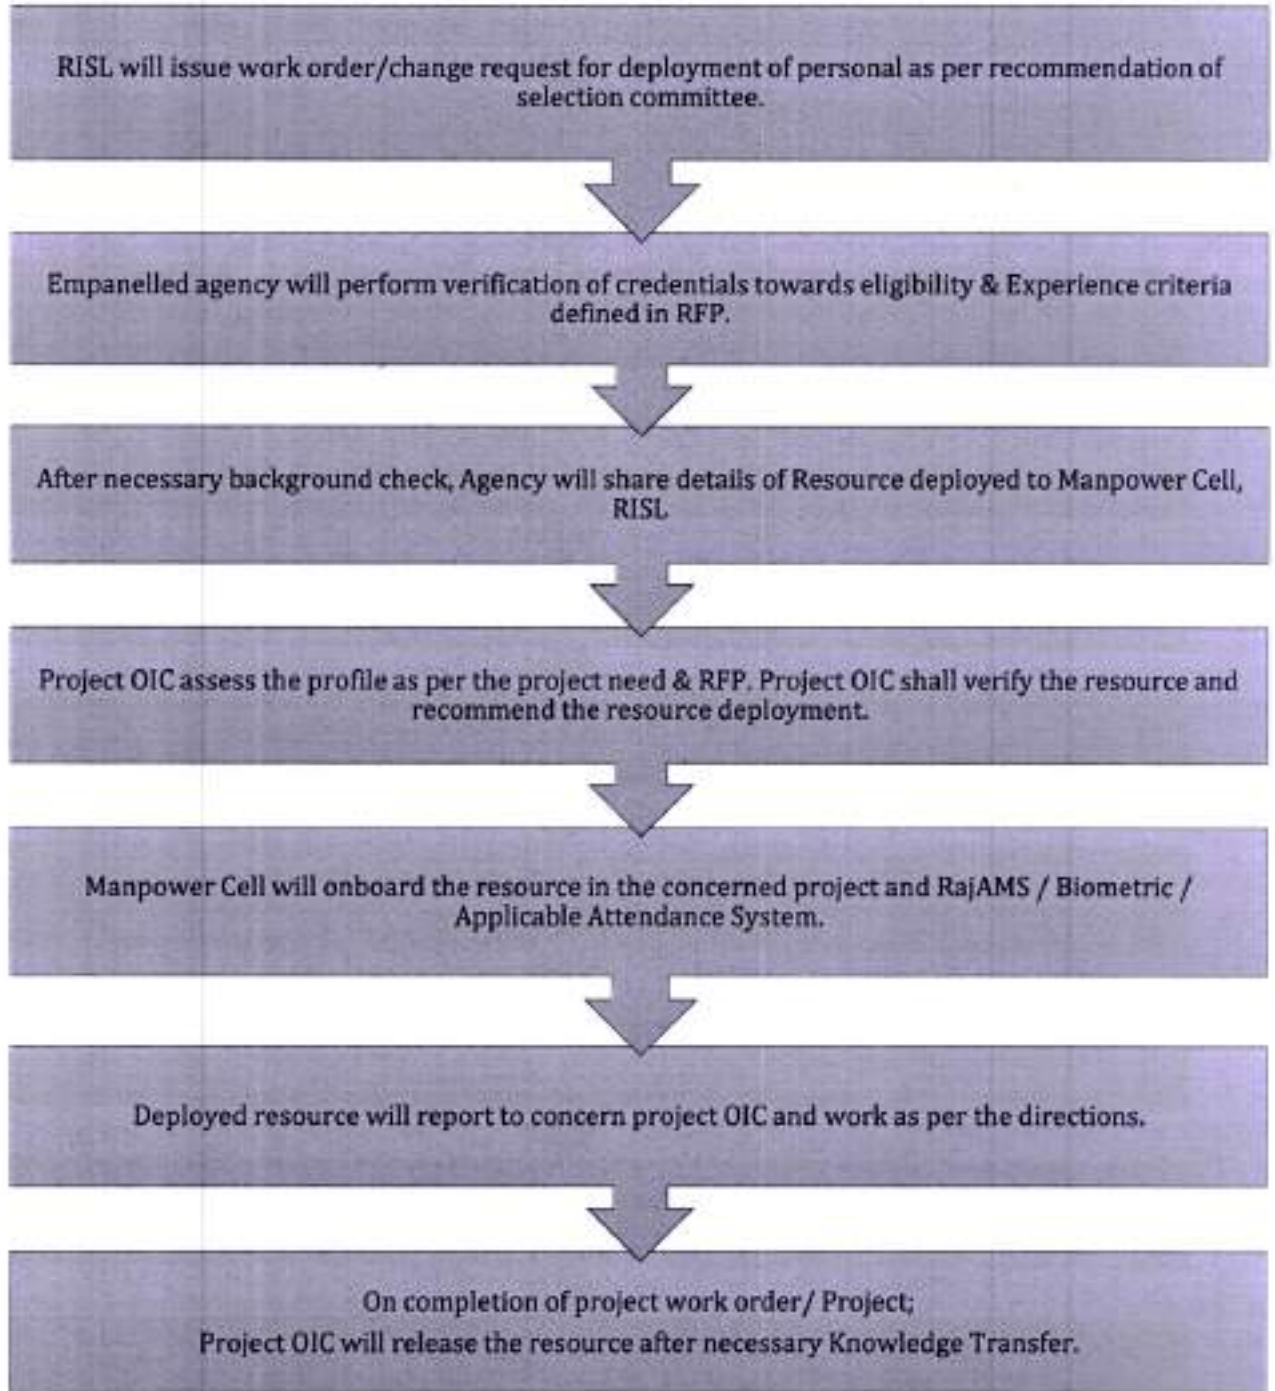 RISL will issue work order/change request for deployment of personal as per recommendation of
selection committee.
Empanelled agency will perform verification of credentials towards eligibility & Experience criteria
defined in RFP.
After necessary background check, Agency will share details of Resource deployed to Manpower Cell,
RISL
Project OIC assess the profile as per the project need & RFP. Project OIC shall verify the resource and
recommend the resource deployment.
Manpower Cell will onboard the resource in the concerned project and RajAMS / Biometric /
Applicable Attendance System.
Deployed resource will report to concern project OIC and work as per the directions.
On completion of project work order/ Project;
Project OIC will release the resource after necessary Knowledge Transfer.